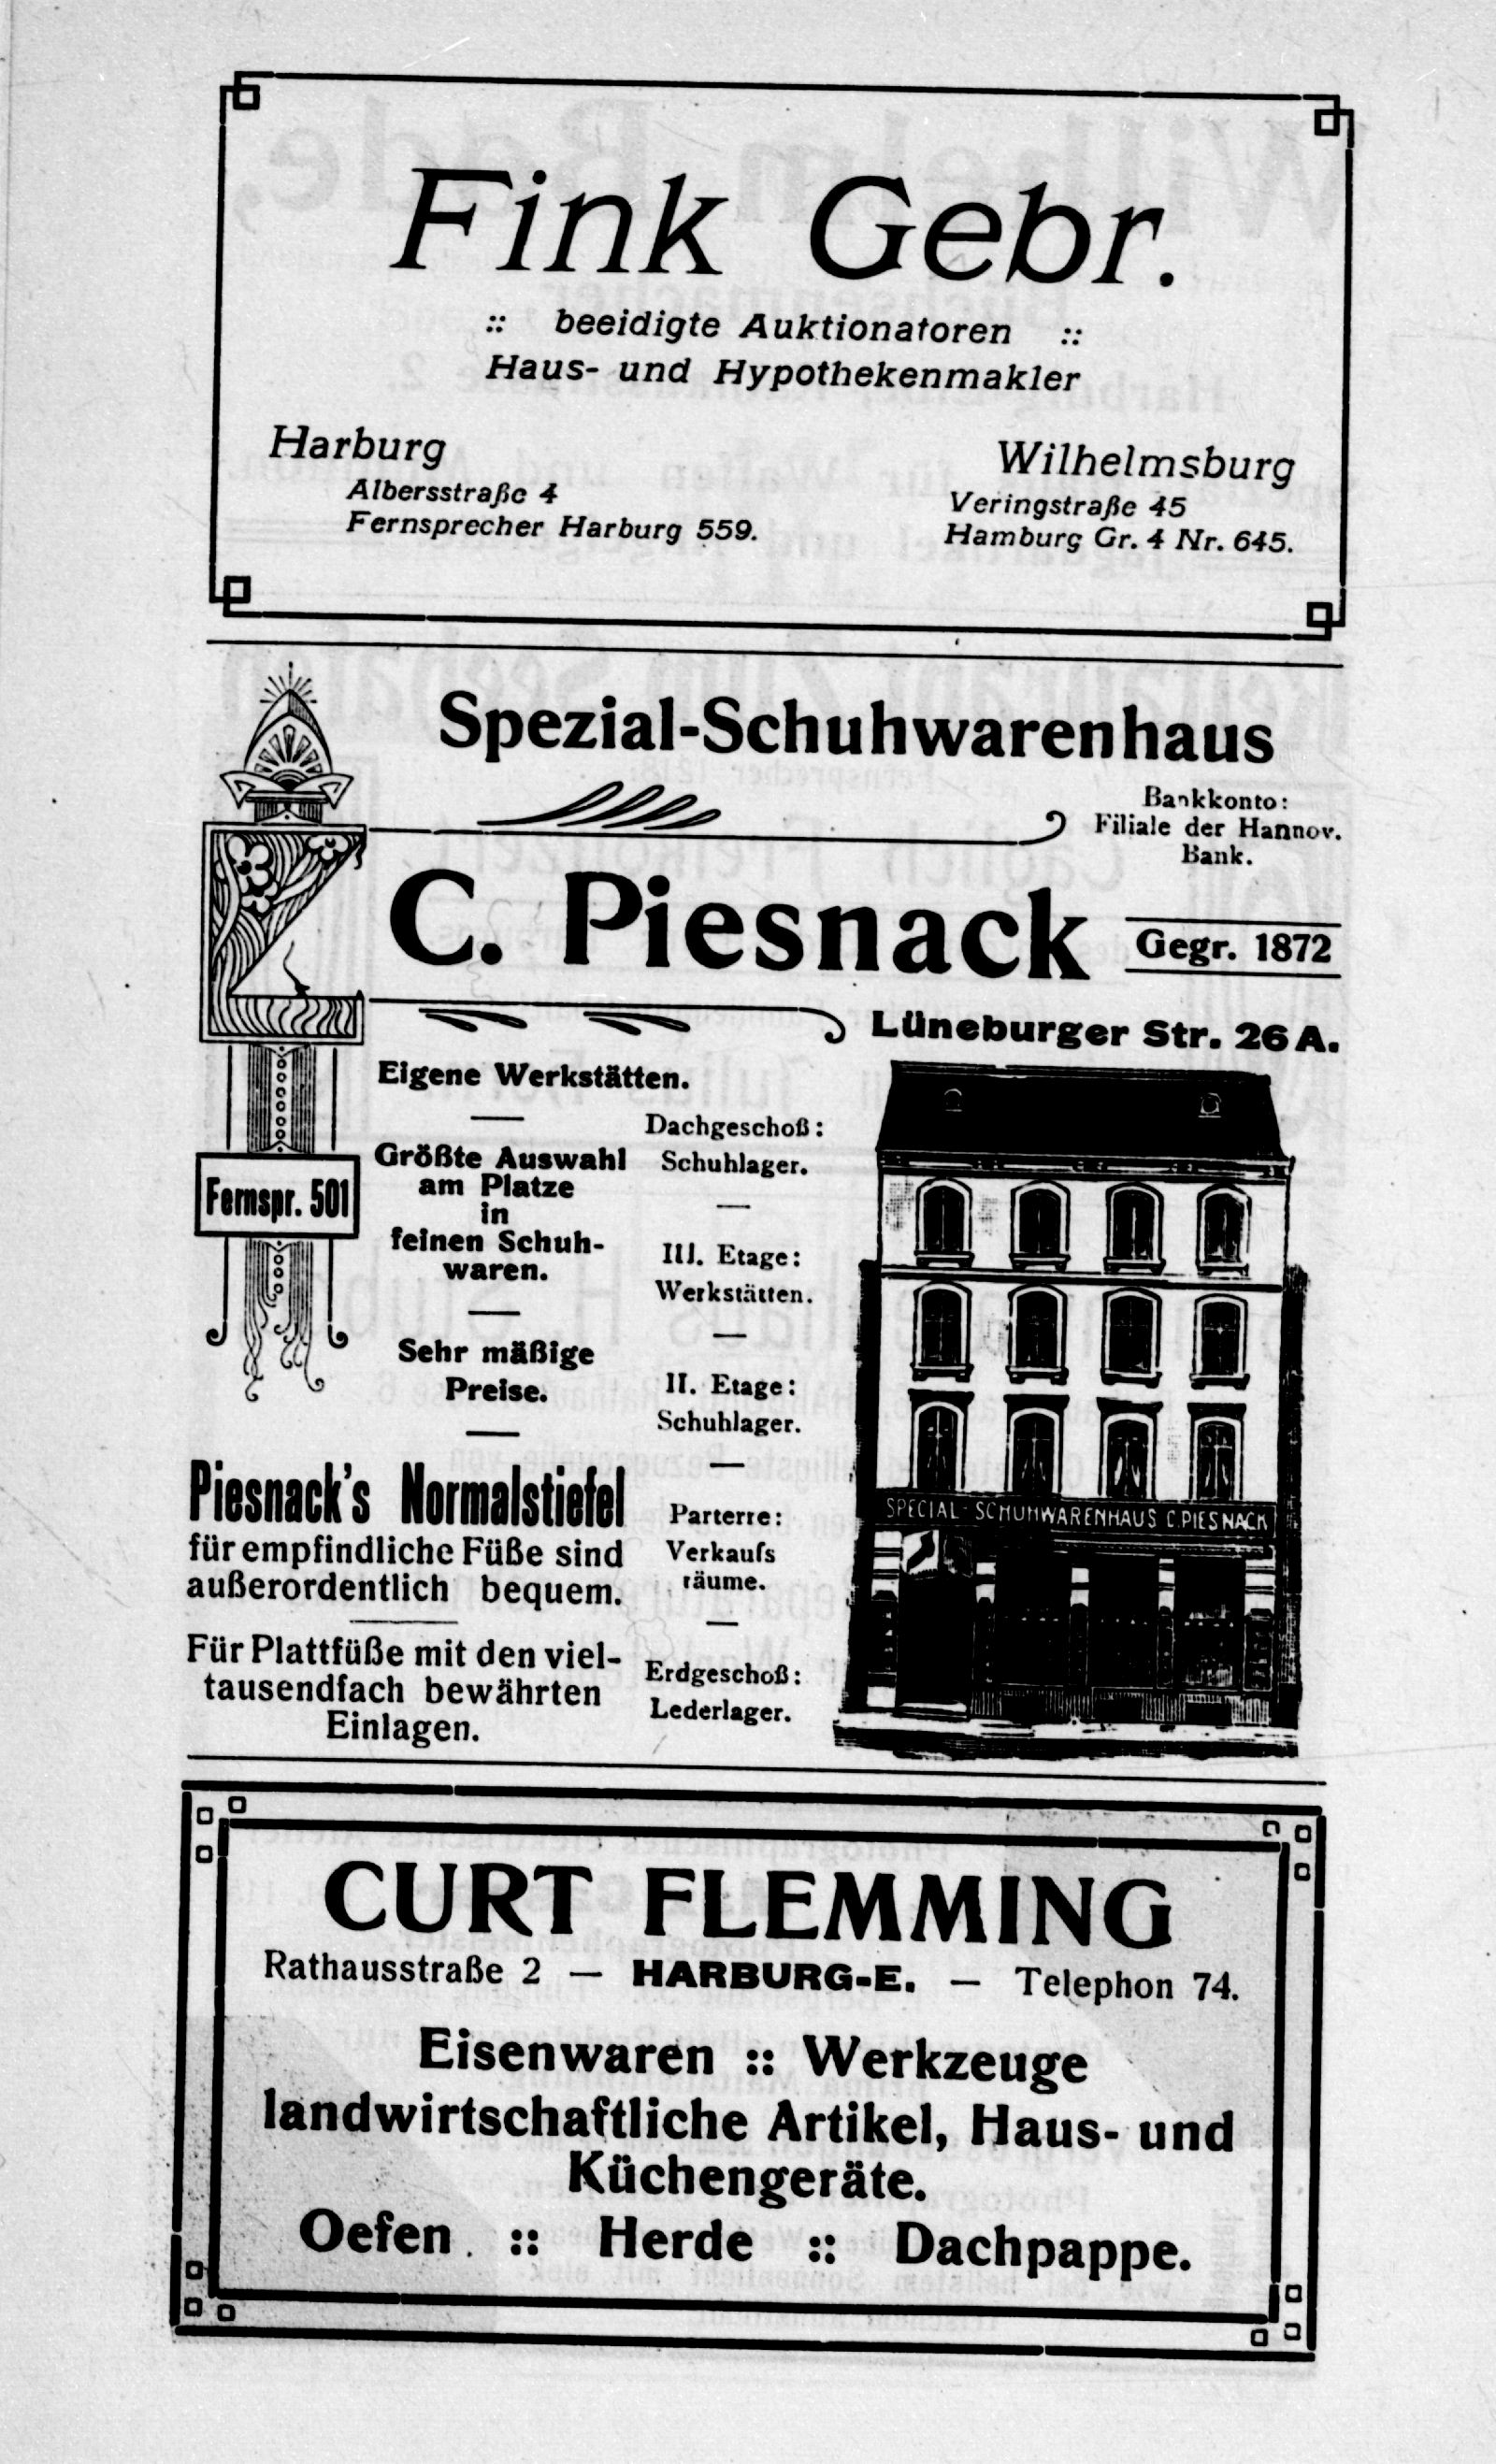 Fink Gebr.
:: beeidigte Auktionatoren ::
Haus- und Hypothekenmakler
Harburg
Albersstraße 4
Fernsprecher Harburg 559.
Wilhelmsburg
Veringstraße 45
Hamburg Gr. 4 Nr. 645.
Spezial-Schuhwarenhaus
Bankkonto:
Filiale der Hannov.
Bank.
C. Piesnack
Gegr. 1872
Lüneburger Str. 26 A.
Fernspr. 501
Eigene Werkstätten.
Größte Auswahl
am Platze
in
feinen Schuh-
waren.
Sehr mäßige
Preise.
Piesnack's Normalstiefel
für empfindliche Füße sind
außerordentlich bequem.
Für Plattfüße mit den viel-
tausendfach bewährten
Einlagen.
Dachgeschoß:
Schuhlager.
III. Etage:
Werkstätten.
II. Etage:
Schuhlager.
Parterre:
Verkaufs
räume.
Erdgeschoß:
Lederlager.
SPECIAL-SCHUHWARENHAUS C.PIESNACK
CURT FLEMMING
Rathausstraße 2 — HARBURG-E. — Telephon 74.
Eisenwaren :: Werkzeuge
landwirtschaftliche Artikel, Haus- und
Küchengeräte.
Oefen :: Herde :: Dachpappe.